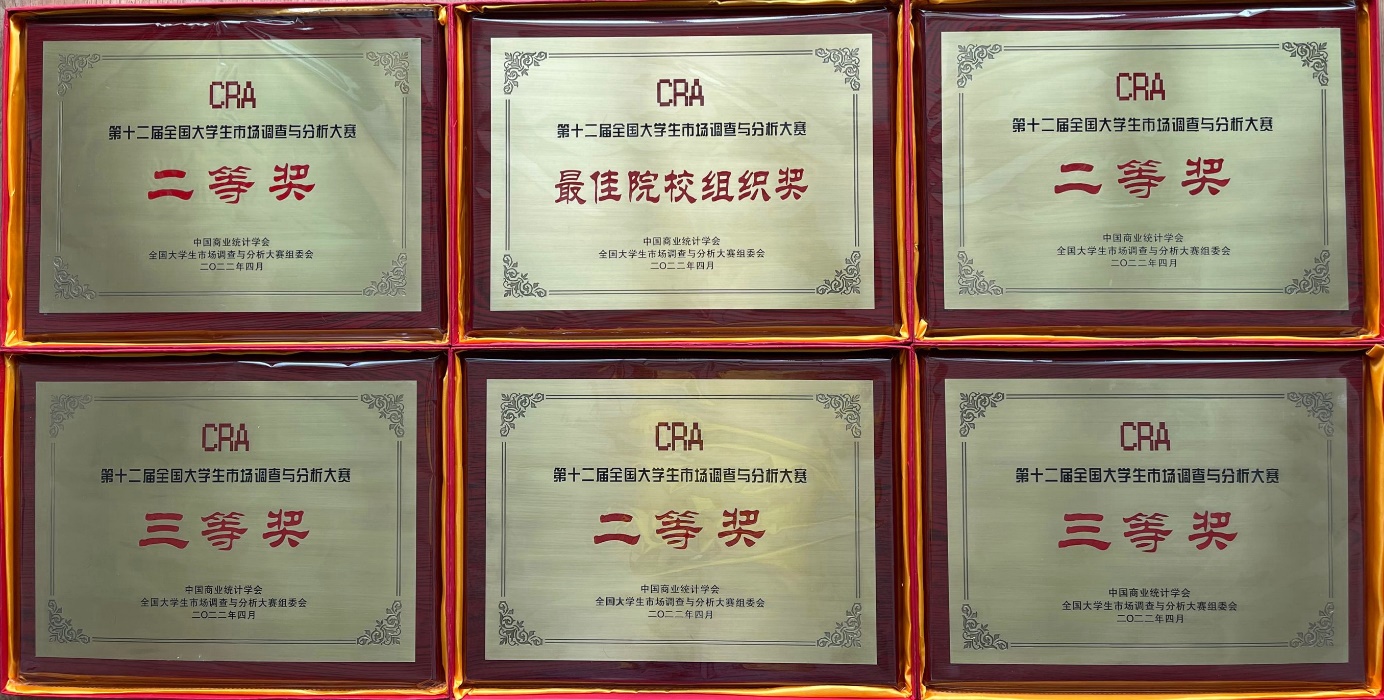 CRA
第十二届全国大学生市场调查与分析大赛
二等奖
中国商业统计学会
全国大学生市场调查与分析大赛组委会
二〇二二年四月
CRA
第十二届全国大学生市场调查与分析大赛
最佳院校组织奖
中国商业统计学会
全国大学生市场调查与分析大赛组委会
二〇二二年四月
CRA
第十二届全国大学生市场调查与分析大赛
二等奖
中国商业统计学会
全国大学生市场调查与分析大赛组委会
二〇二二年四月
CRA
第十二届全国大学生市场调查与分析大赛
三等奖
中国商业统计学会
全国大学生市场调查与分析大赛组委会
二〇二二年四月
CRA
第十二届全国大学生市场调查与分析大赛
二等奖
中国商业统计学会
全国大学生市场调查与分析大赛组委会
二〇二二年四月
CRA
第十二届全国大学生市场调查与分析大赛
三等奖
中国商业统计学会
全国大学生市场调查与分析大赛组委会
二〇二二年四月